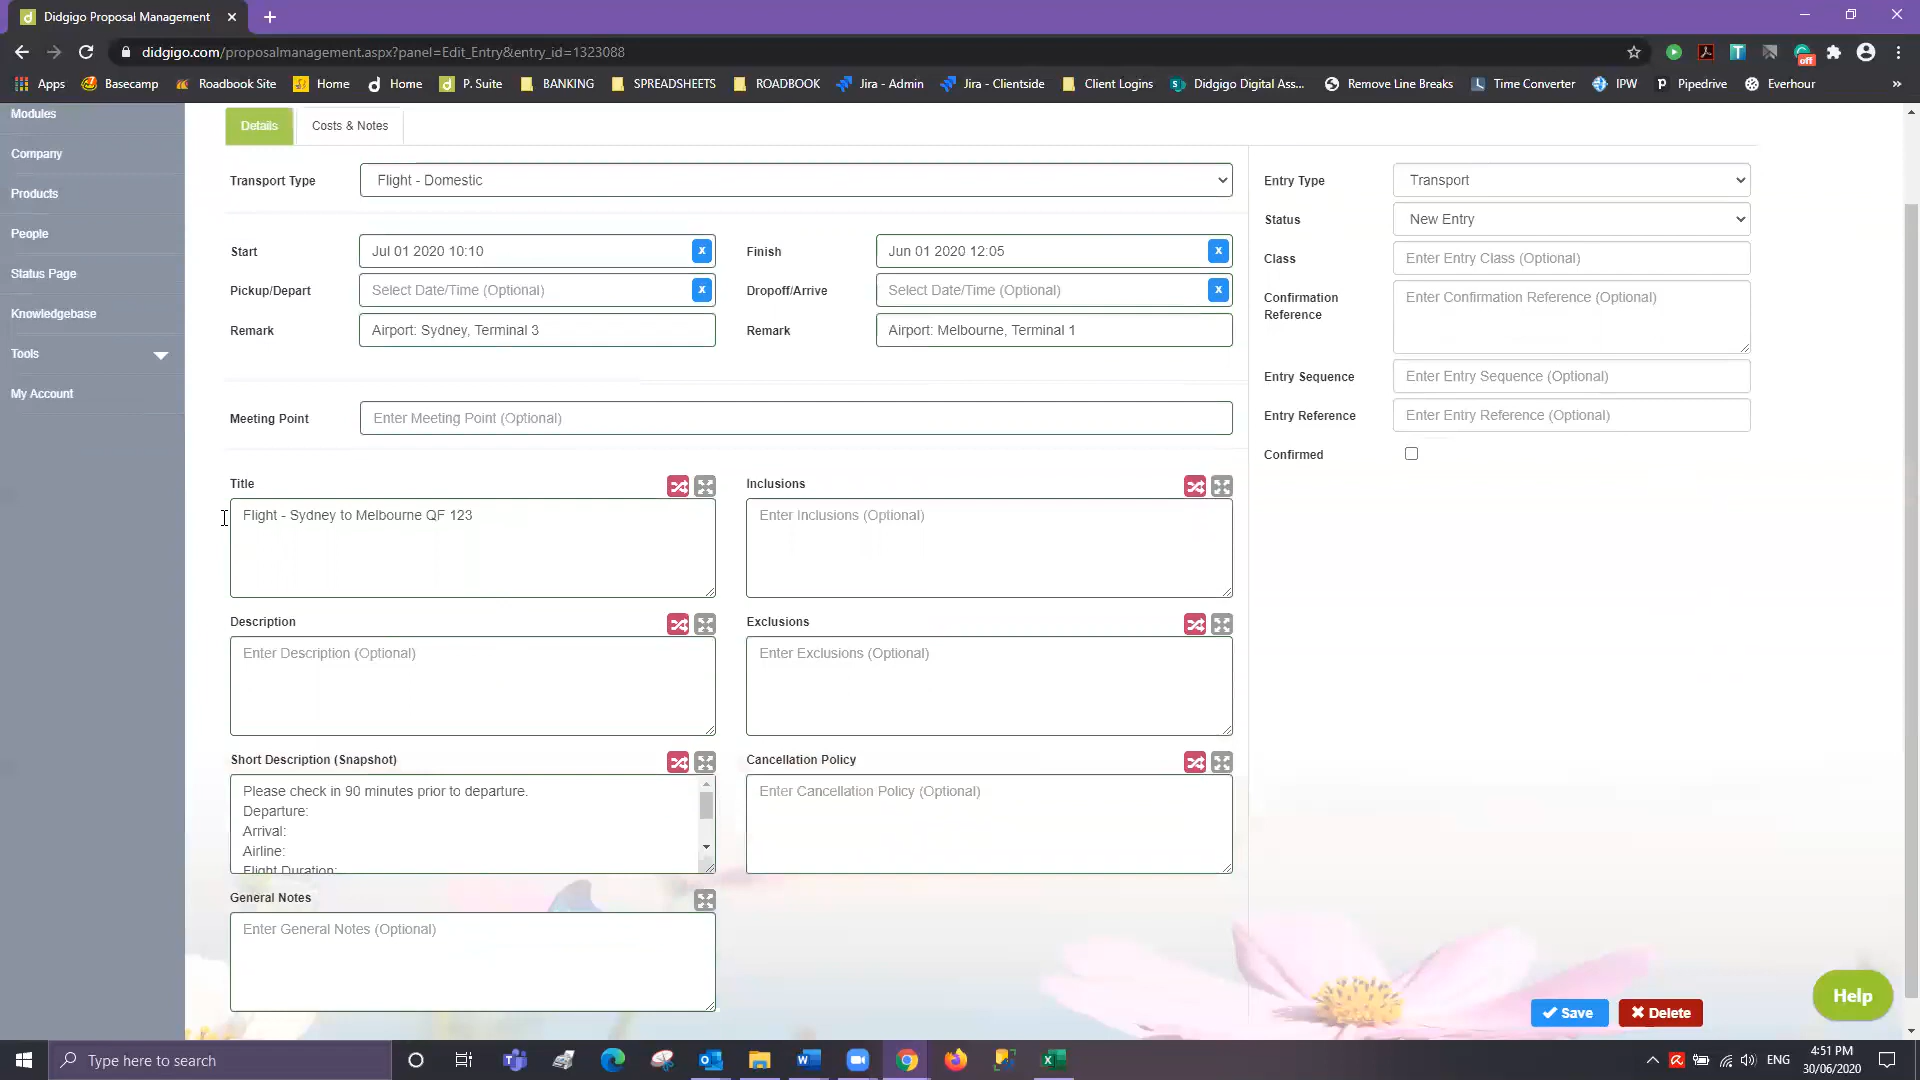 Didgigo Proposal Management
didgigo.com/proposalmanagement.aspx?panel=Edit_Entry&entry_id=1323088
off
Apps
Basecamp
Roadbook Site
Home
Home
P. Suite
BANKING
SPREADSHEETS
ROADBOOK
Jira - Admin
Jira - Clientside
Client Logins
Didgigo Digital Ass...
Remove Line Breaks
Time Converter
IPW
Pipedrive
Everhour
»
Modules
Company
Products
People
Status Page
Knowledgebase
Tools
My Account
Details
Costs & Notes
Transport Type
Flight - Domestic
Start
Jul 01 2020 10:10
x
Finish
Jun 01 2020 12:05
x
Pickup/Depart
Select Date/Time (Optional)
x
Dropoff/Arrive
Select Date/Time (Optional)
x
Remark
Airport: Sydney, Terminal 3
Remark
Airport: Melbourne, Terminal 1
Meeting Point
Enter Meeting Point (Optional)
Title
Flight - Sydney to Melbourne QF 123
Inclusions
Enter Inclusions (Optional)
Description
Enter Description (Optional)
Exclusions
Enter Exclusions (Optional)
Short Description (Snapshot)
Please check in 90 minutes prior to departure.
Departure:
Arrival:
Airline:
Flight Duration:
Cancellation Policy
Enter Cancellation Policy (Optional)
General Notes
Enter General Notes (Optional)
Entry Type
Transport
Status
New Entry
Class
Enter Entry Class (Optional)
Confirmation
Reference
Enter Confirmation Reference (Optional)
Entry Sequence
Enter Entry Sequence (Optional)
Entry Reference
Enter Entry Reference (Optional)
Confirmed
Save
Delete
Help
Type here to search
ENG
4:51 PM
30/06/2020